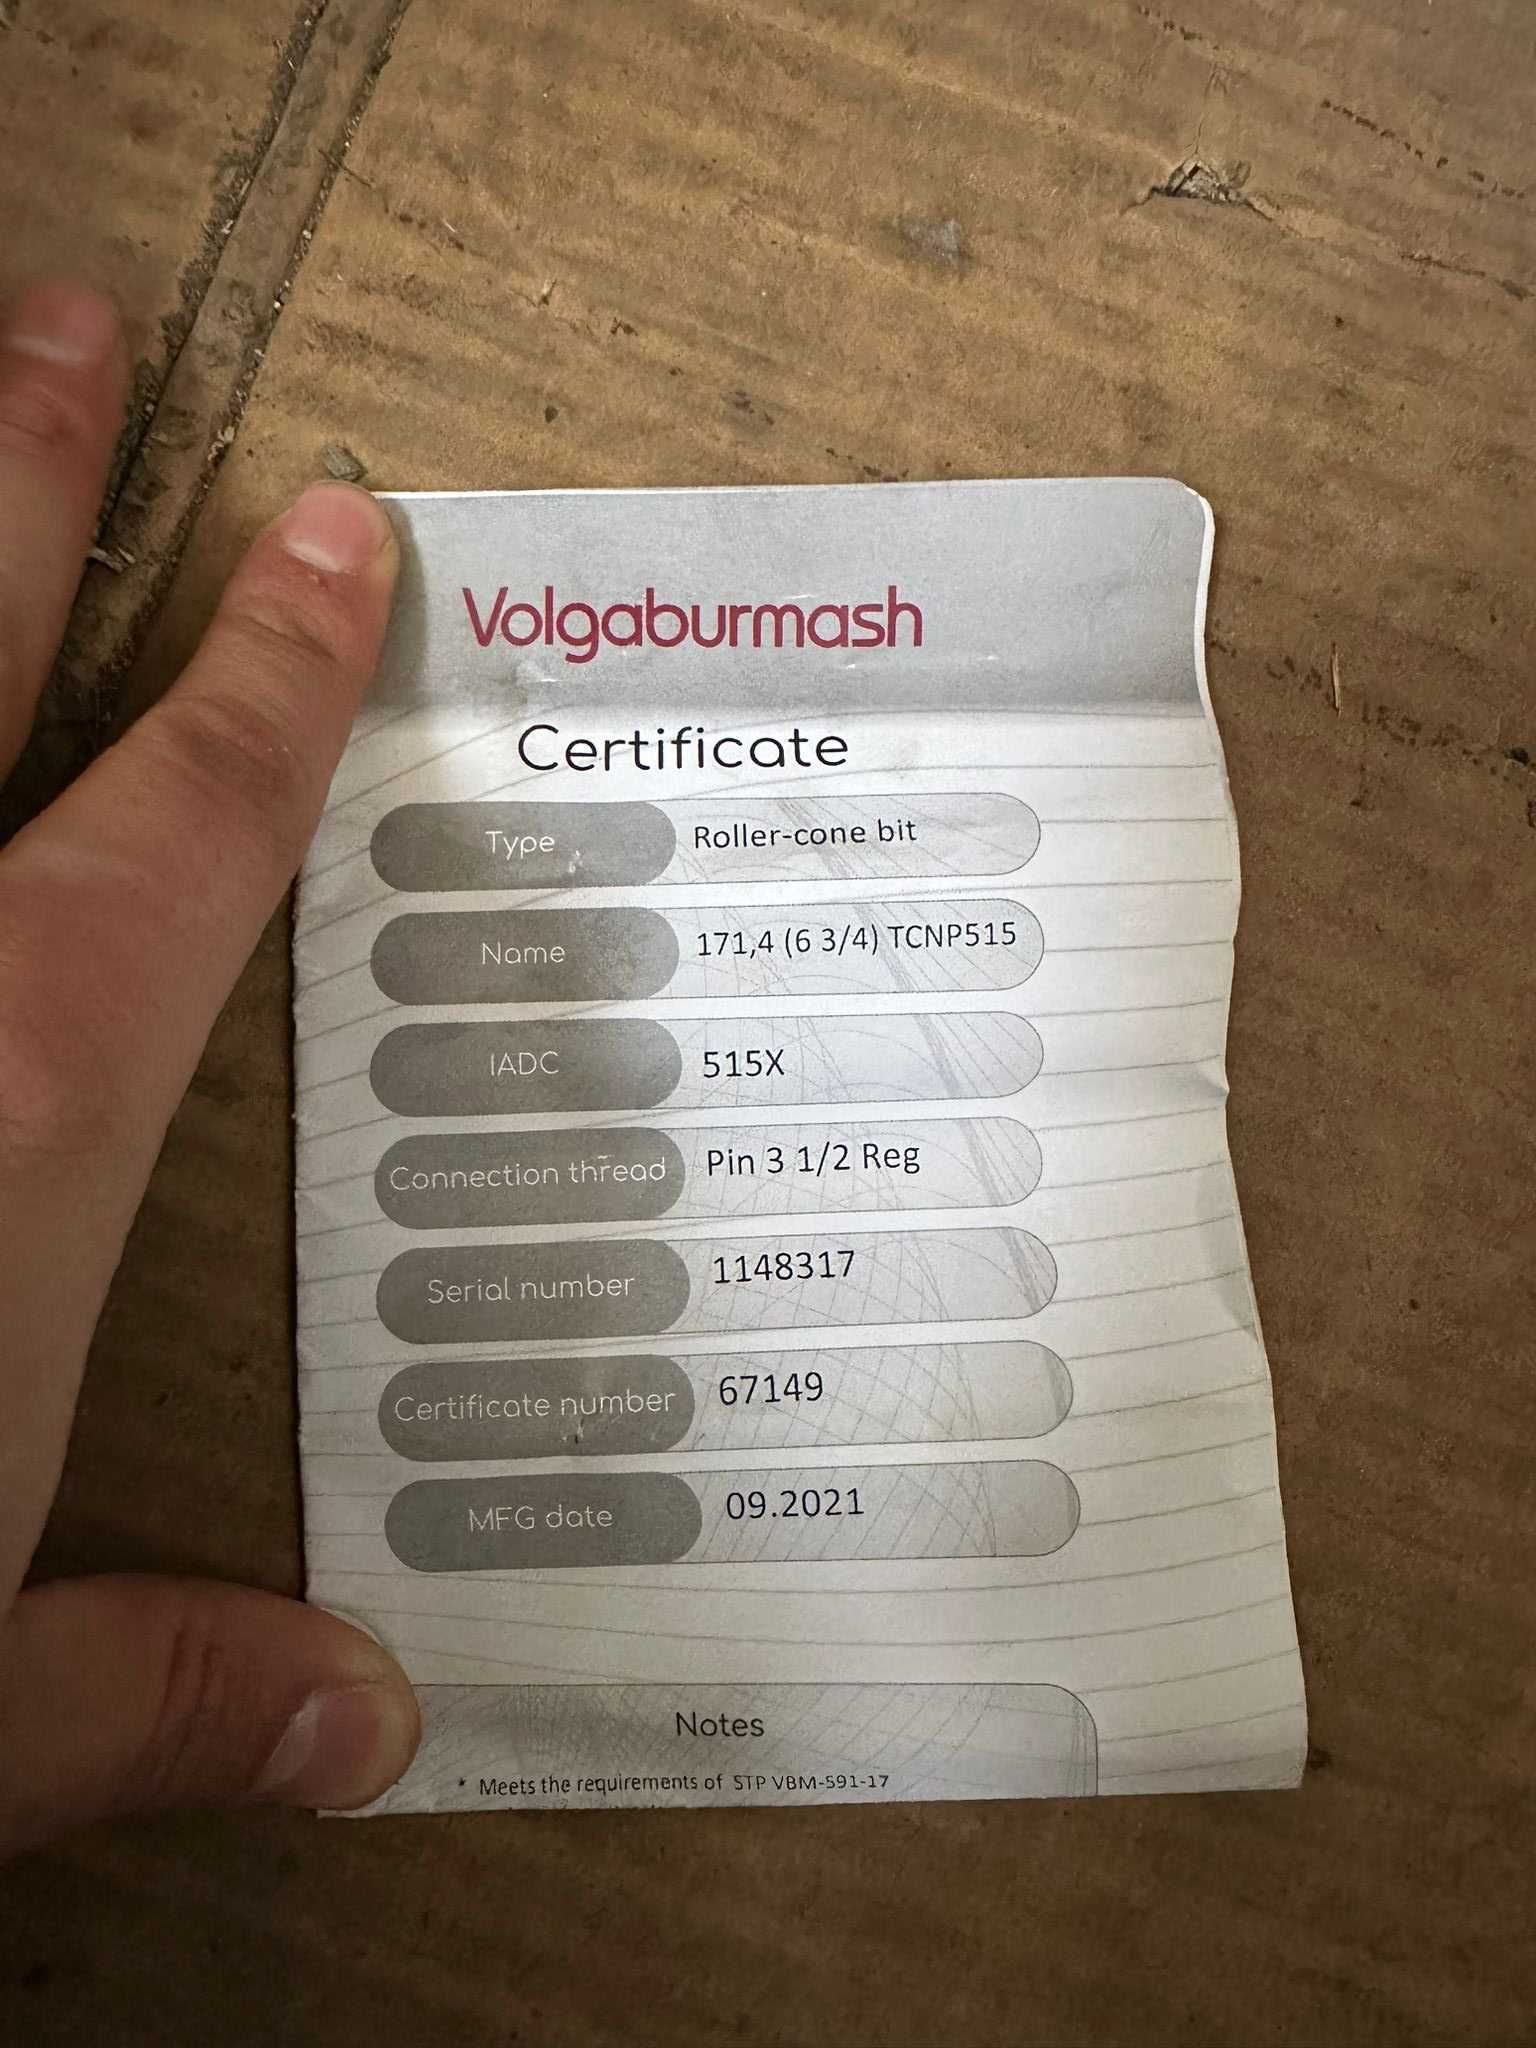 Volgaburmash
Certificate
Type Roller-cone bit
Name 171,4 (6 3/4) TCNP515
IADC 515X
Connection thread Pin 3 1/2 Reg
Serial number 1148317
Certificate number 67149
MFG date 09.2021
Notes
* Meets the requirements of STP VBM-591-17